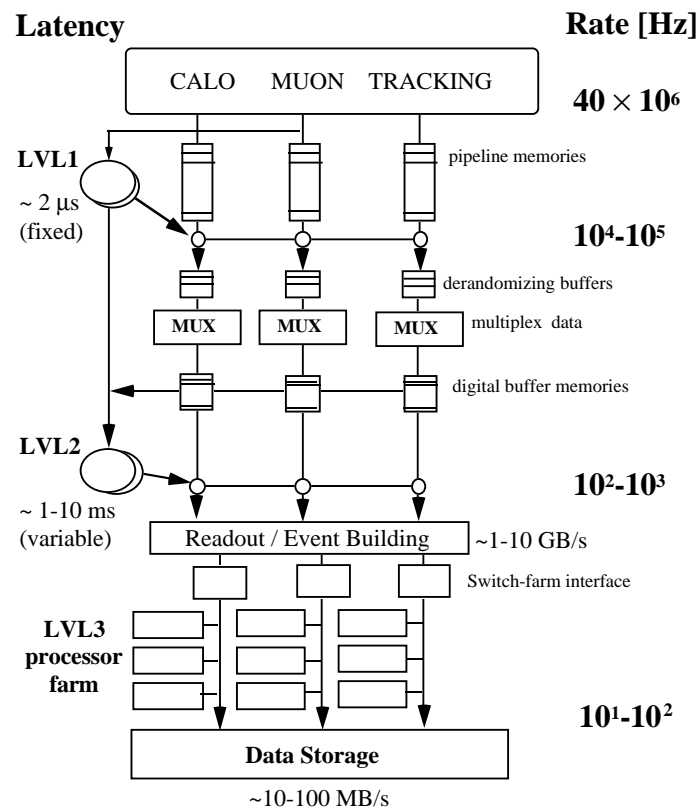 Latency
Rate [Hz]
CALO MUON TRACKING
40 × 10⁶
LVL1
pipeline memories
~ 2 µs
(fixed)
10⁴-10⁵
derandomizing buffers
MUX MUX MUX
multiplex data
digital buffer memories
LVL2
10²-10³
~ 1-10 ms
(variable)
Readout / Event Building
~1-10 GB/s
Switch-farm interface
LVL3
processor
farm
10¹-10²
Data Storage
~10-100 MB/s